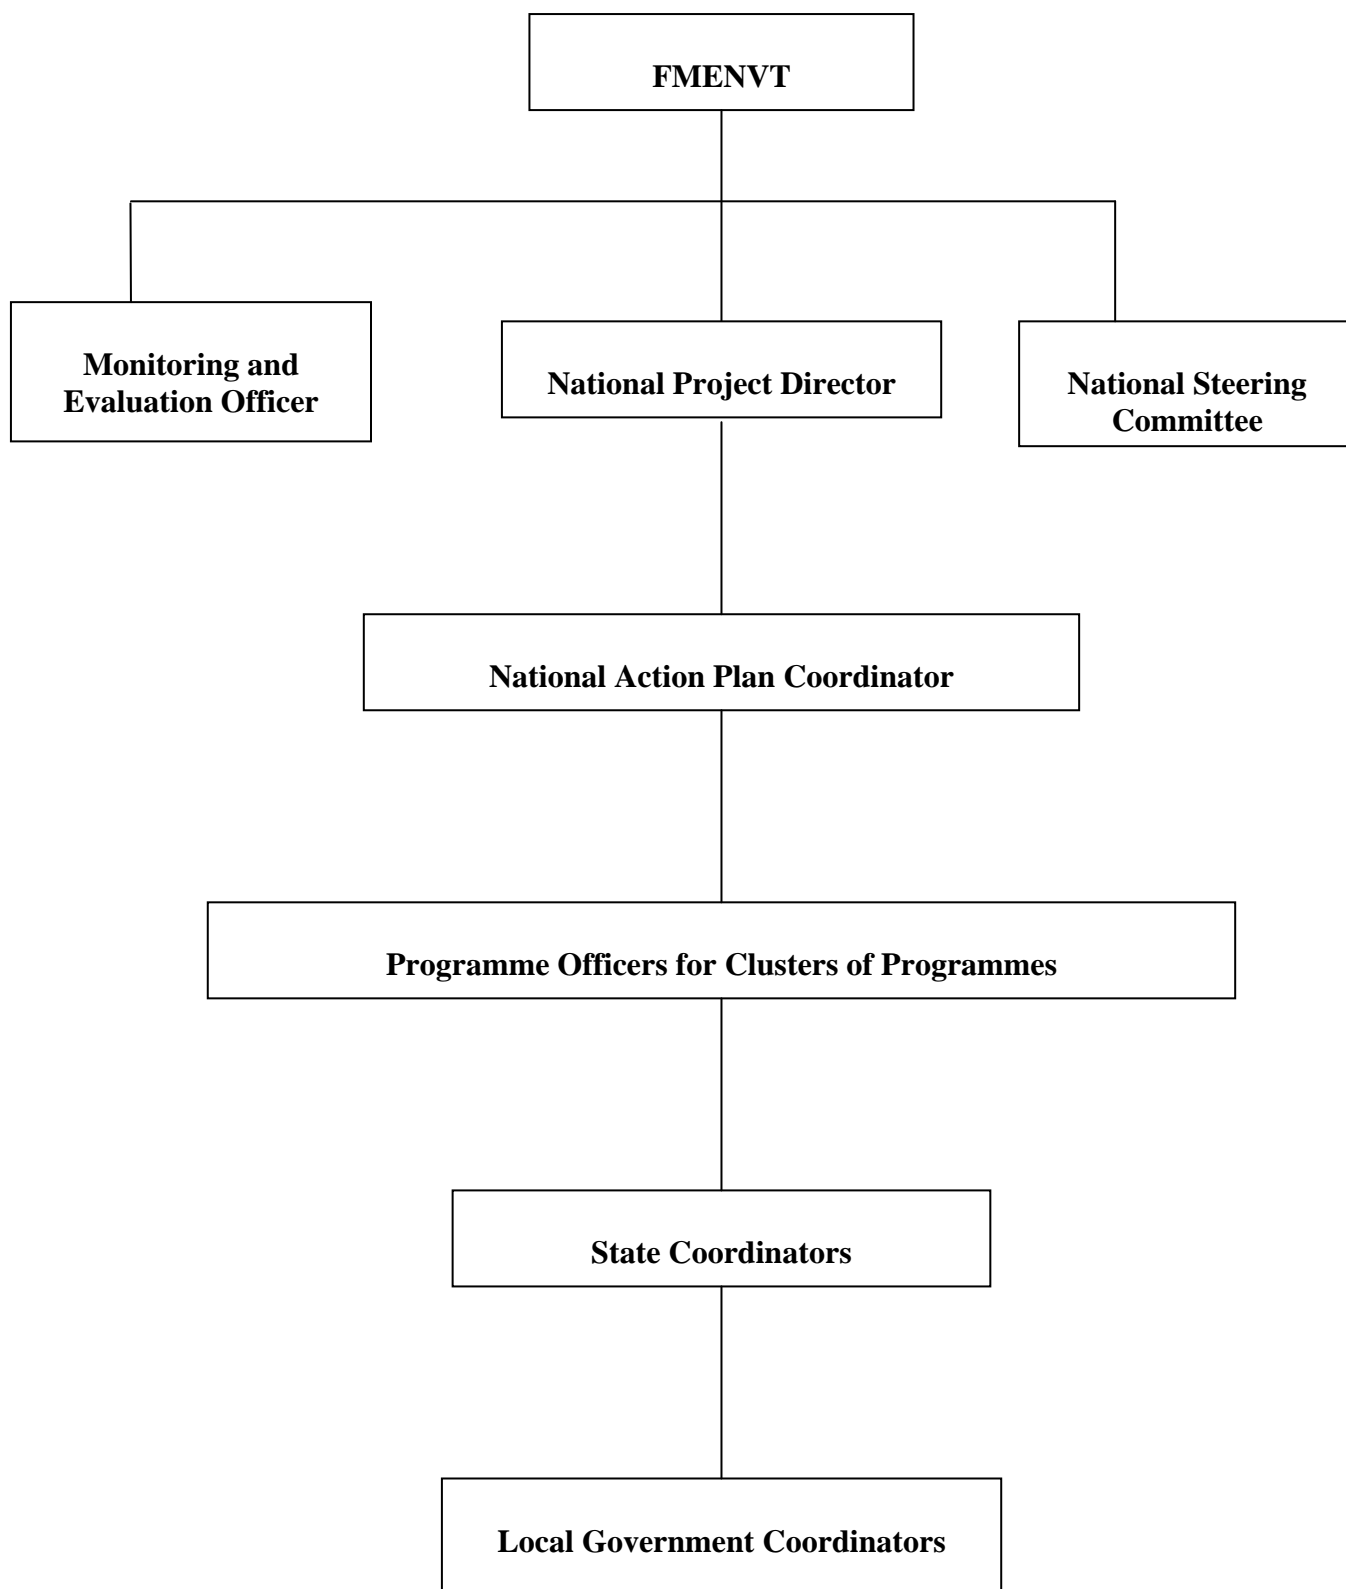 FMENVT
Monitoring and
Evaluation Officer
National Project Director
National Steering
Committee
National Action Plan Coordinator
Programme Officers for Clusters of Programmes
State Coordinators
Local Government Coordinators